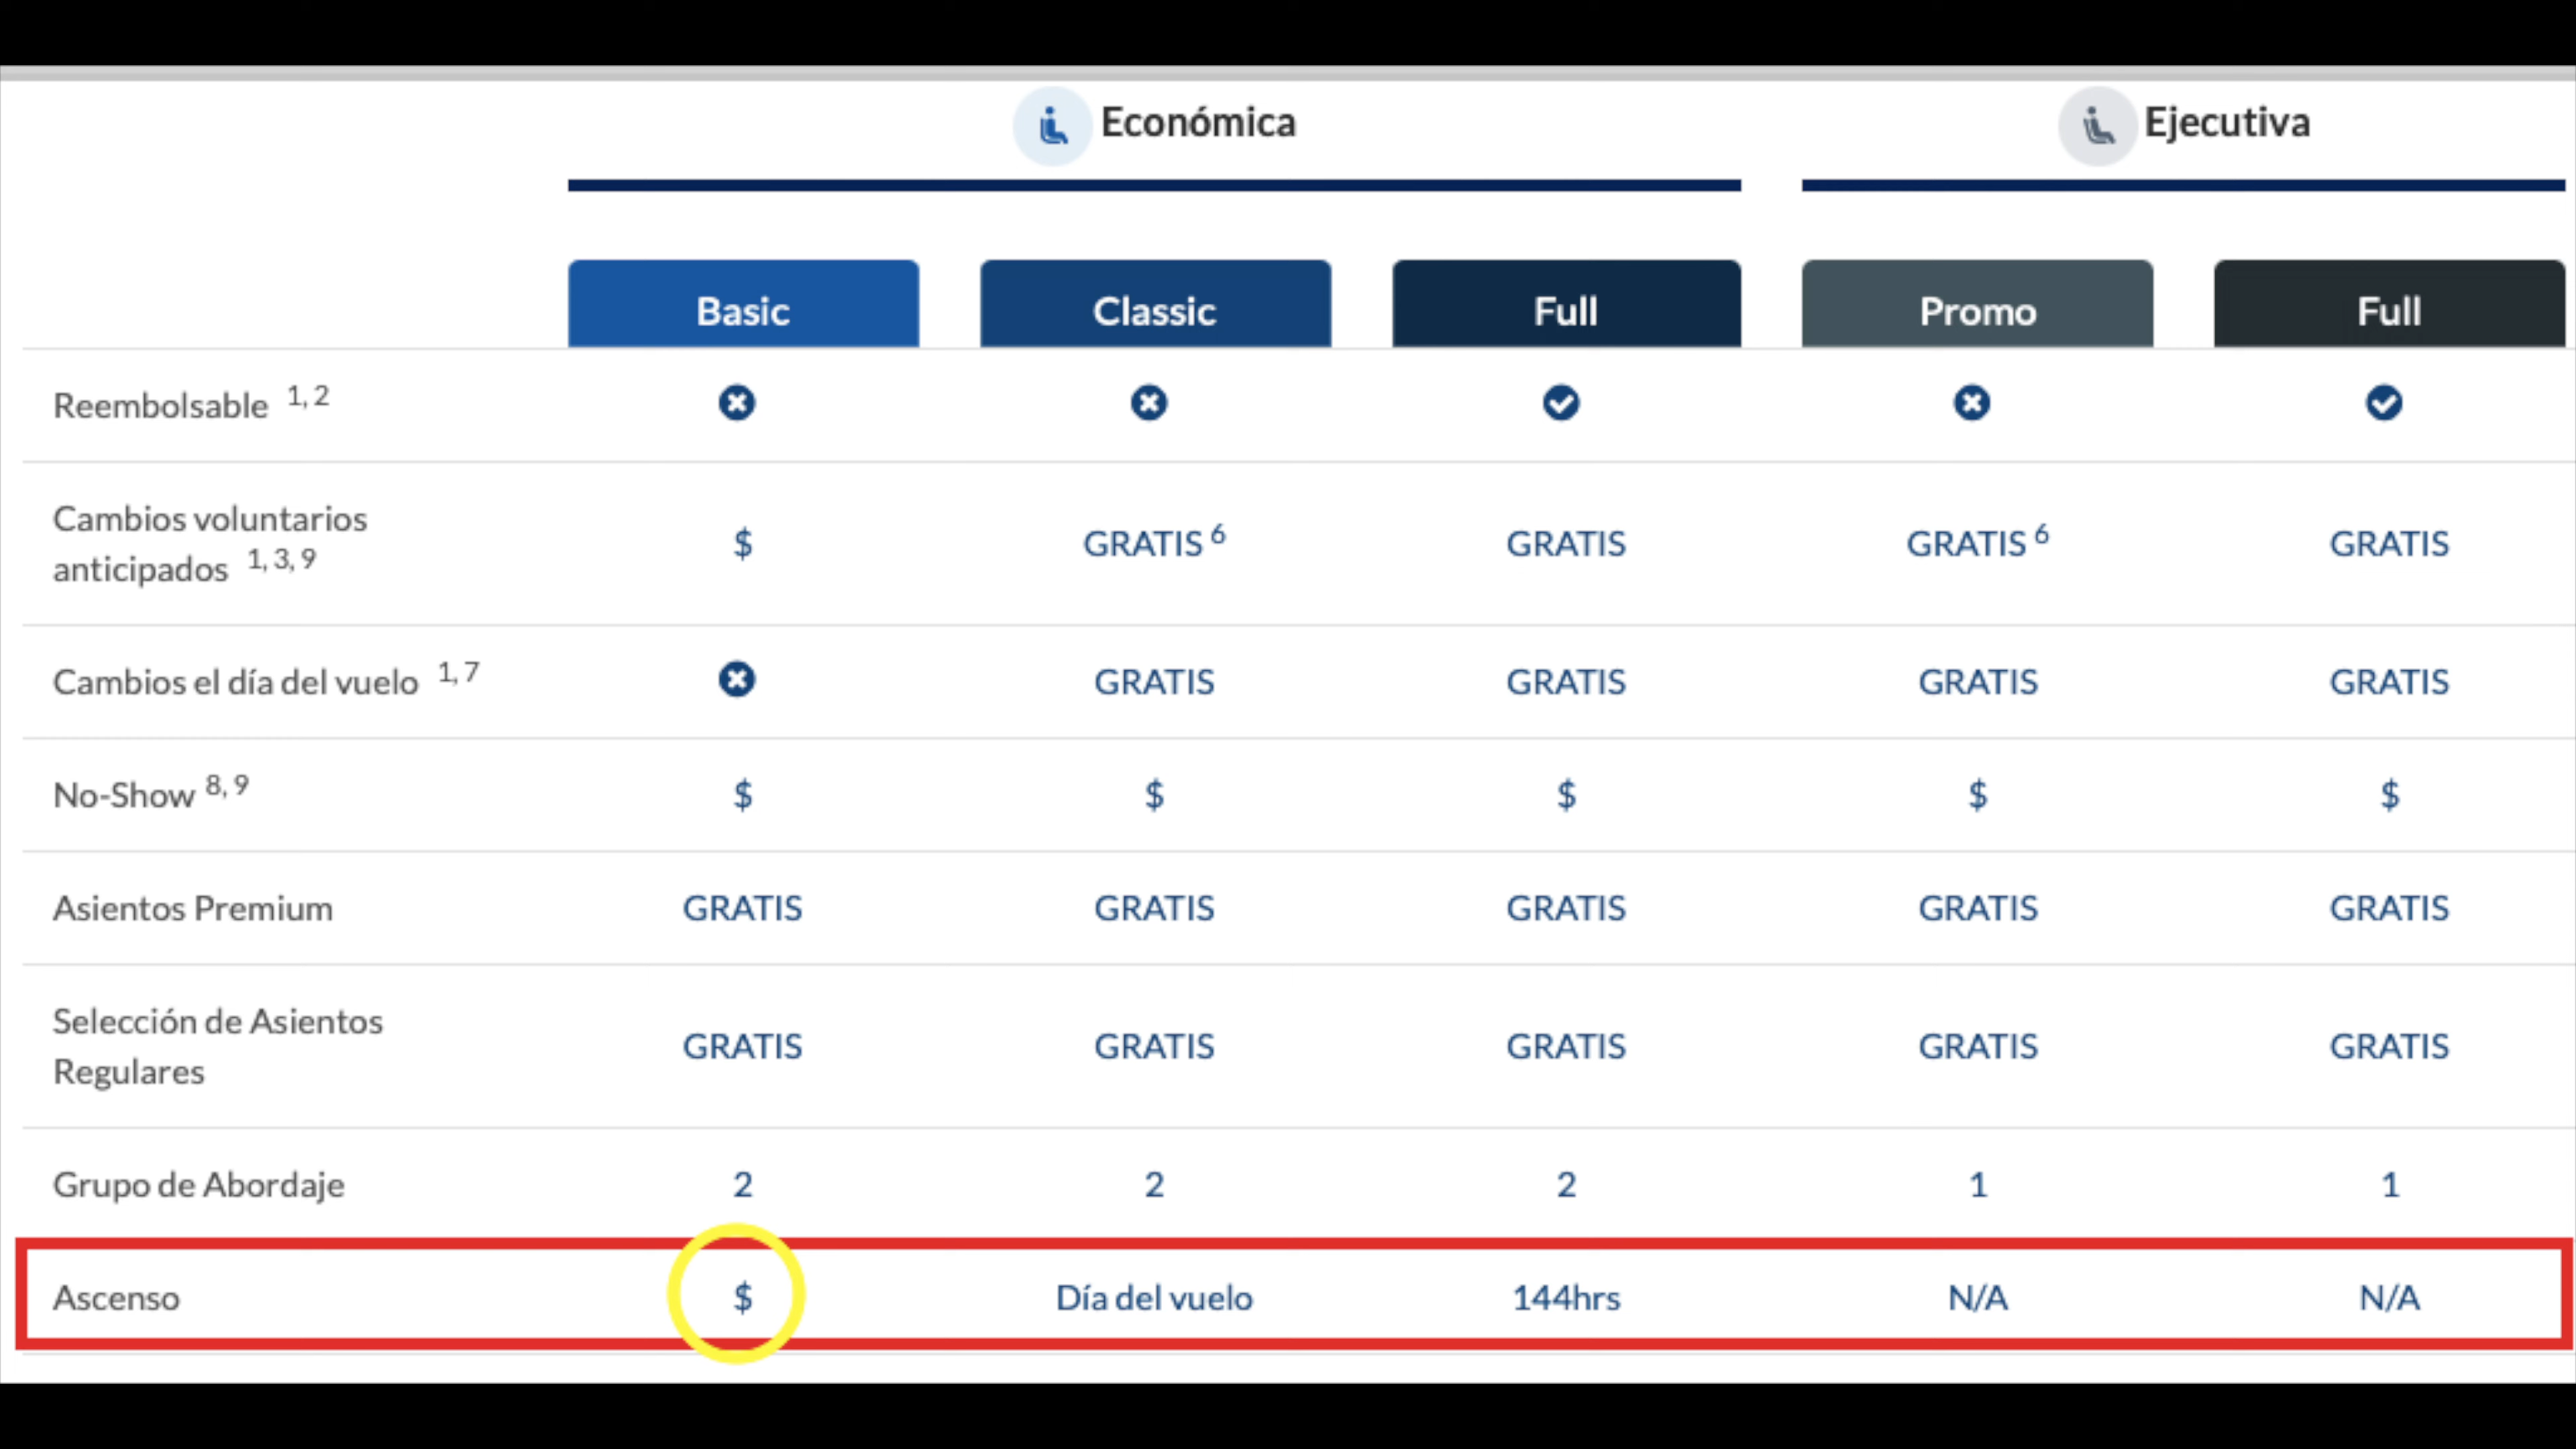 Económica Ejecutiva
Basic Classic Full Promo Full
Reembolsable 1, 2
Cambios voluntarios
anticipados 1, 3, 9 $ GRATIS 6 GRATIS GRATIS 6 GRATIS
Cambios el día del vuelo 1, 7 GRATIS GRATIS GRATIS GRATIS
No-Show 8, 9 $ $ $ $ $
Asientos Premium GRATIS GRATIS GRATIS GRATIS GRATIS
Selección de Asientos
Regulares GRATIS GRATIS GRATIS GRATIS GRATIS
Grupo de Abordaje 2 2 2 1 1
Ascenso $ Día del vuelo 144hrs N/A N/A